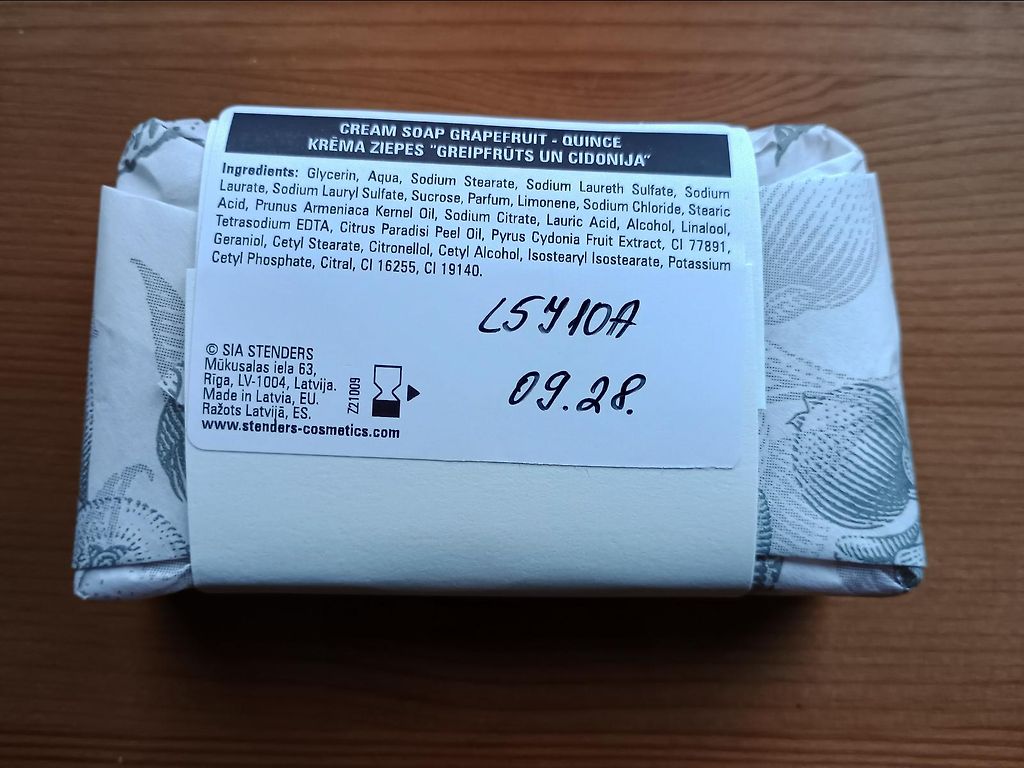 CREAM SOAP GRAPEFRUIT - QUINCE
KRĒMA ZIEPES "GREIPFRŪTS UN CIDONIJA"
Ingredients: Glycerin, Aqua, Sodium Stearate, Sodium Laureth Sulfate, Sodium
Laurate, Sodium Lauryl Sulfate, Sucrose, Parfum, Limonene, Sodium Chloride, Stearic
Acid, Prunus Armeniaca Kernel Oil, Sodium Citrate, Lauric Acid, Alcohol, Linalool,
Tetrasodium EDTA, Citrus Paradisi Peel Oil, Pyrus Cydonia Fruit Extract, CI 77891,
Geraniol, Cetyl Stearate, Citronellol, Cetyl Alcohol, Isostearyl Isostearate, Potassium
Cetyl Phosphate, Citral, CI 16255, CI 19140.
L5Y10A
09.28.
© SIA STENDERS
Mūkusalas iela 63,
Rīga, LV-1004, Latvija.
Made in Latvia, EU.
Ražots Latvijā, ES.
www.stenders-cosmetics.com
Z21009